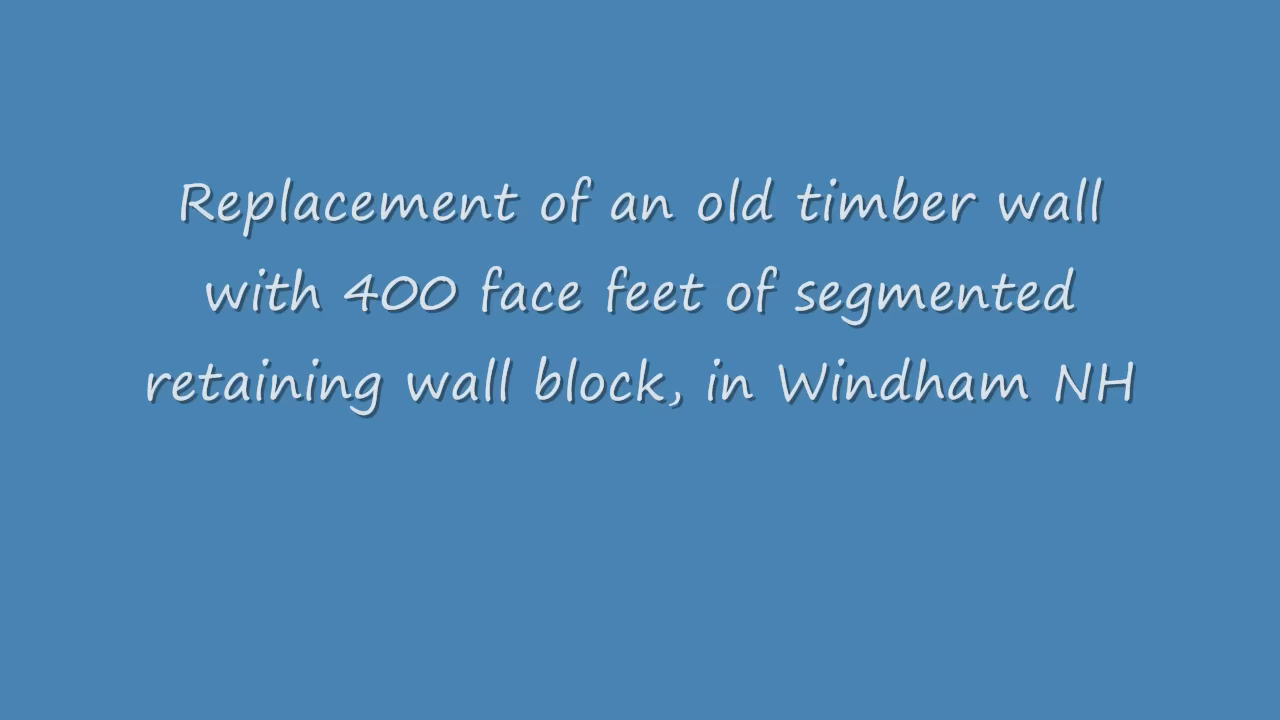 Replacement of an old timber wall
with 400 face feet of segmented
retaining wall block, in Windham NH